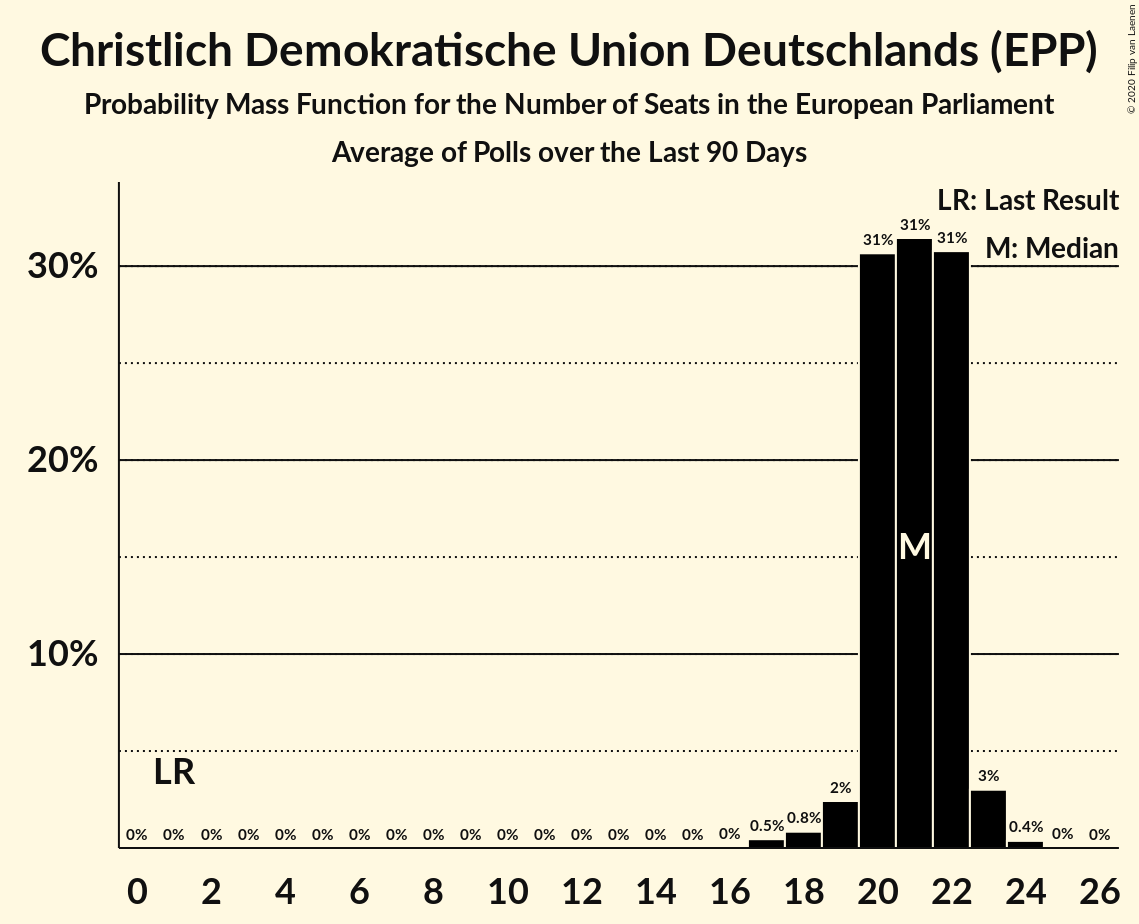 Christlich Demokratische Union Deutschlands (EPP)
Probability Mass Function for the Number of Seats in the European Parliament
Average of Polls over the Last 90 Days
© 2020 Filip van Laenen
LR: Last Result
M: Median
30%
20%
10%
LR
M
0% 0% 0% 0% 0% 0% 0% 0% 0% 0% 0% 0% 0% 0% 0% 0% 0% 0.5% 0.8% 2% 31% 31% 31% 3% 0.4% 0% 0%
0 2 4 6 8 10 12 14 16 18 20 22 24 26